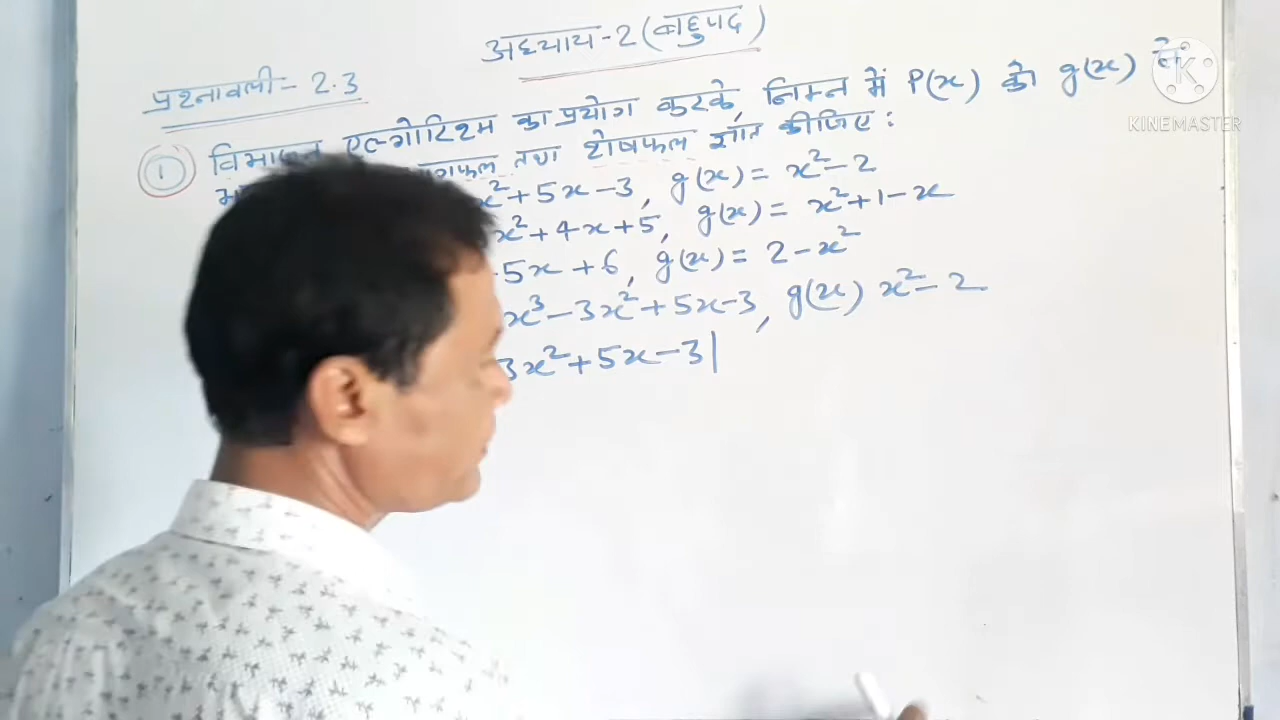 अध्याय-2 (बहुपद)
प्रश्नावली- 2.3
① विभाजन एल्गोरिथ्म का प्रयोग करके, निम्न में P(x) को g(x) से
तथा शेषफल ज्ञात कीजिए:
x²+5x-3, g(x) = x²-2
x²+4x+5, g(x) = x²+1-x
-5x+6, g(x) = 2-x²
x³-3x²+5x-3, g(x) x²-2
3x²+5x-3|
KINEMASTER